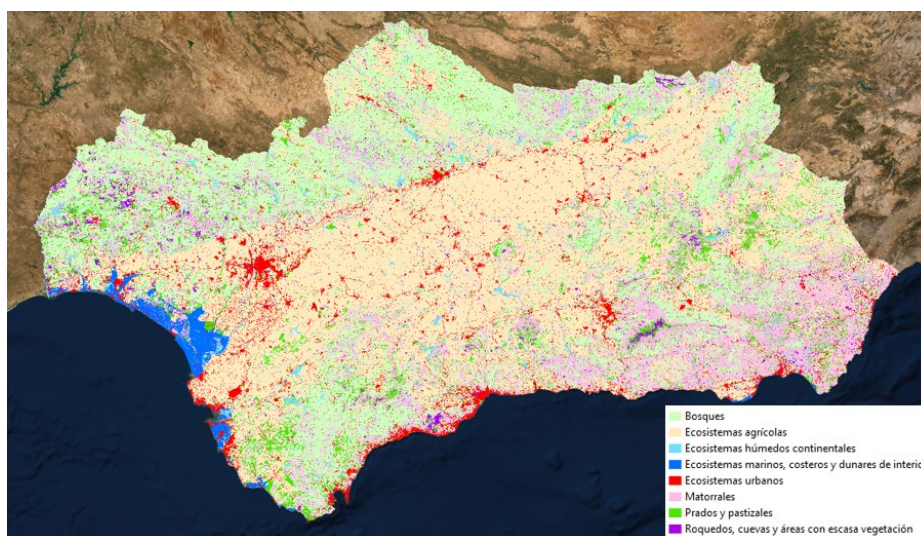 Bosques
Ecosistemas agrícolas
Ecosistemas húmedos continentales
Ecosistemas marinos, costeros y dunares de interio
Ecosistemas urbanos
Matorrales
Prados y pastizales
Roquedos, cuevas y áreas con escasa vegetación